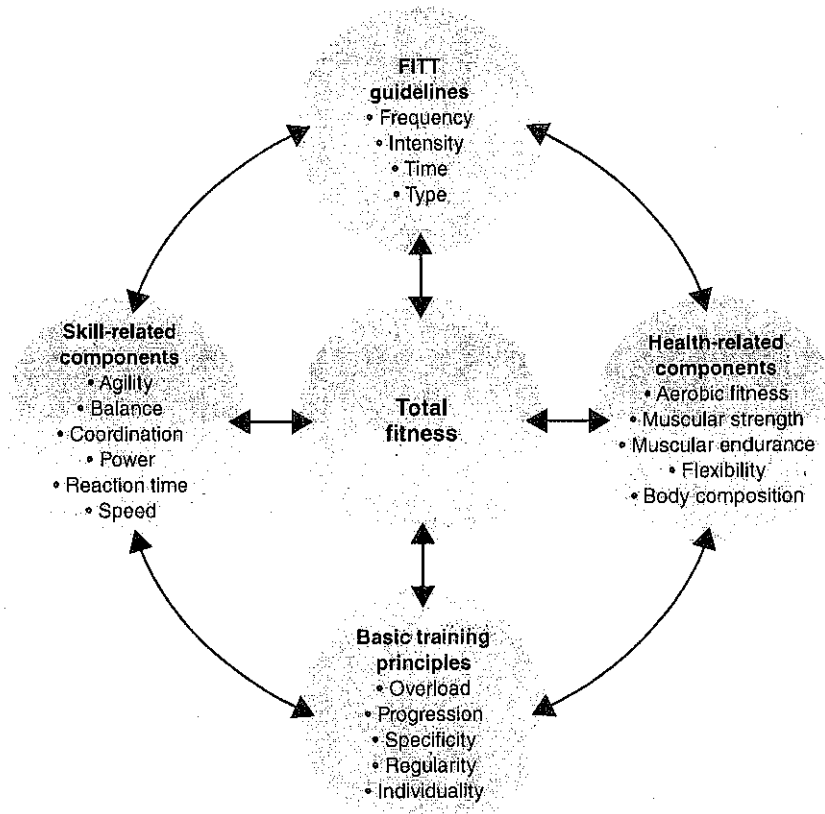 FITT
guidelines
• Frequency
• Intensity
• Time
• Type
Skill-related
components
• Agility
• Balance
• Coordination
• Power
• Reaction time
• Speed
Total
fitness
Health-related
components
• Aerobic fitness
• Muscular strength
• Muscular endurance
• Flexibility
• Body composition
Basic training
principles
• Overload
• Progression
• Specificity
• Regularity
• Individuality